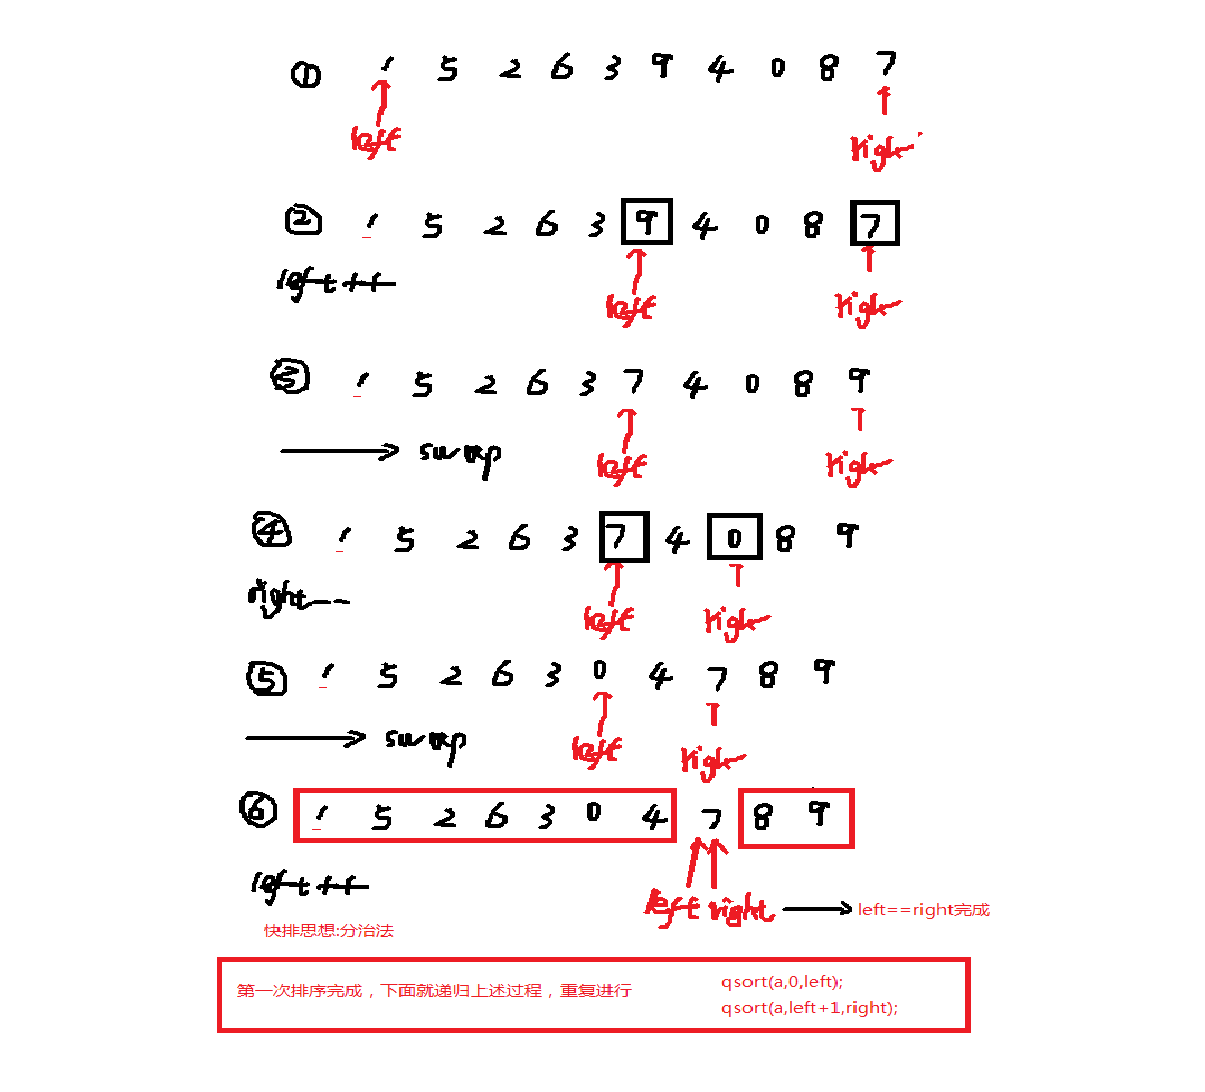 ① 1 5 2 6 3 9 4 0 8 7
left right
② 1 5 2 6 3 9 4 0 8 7
left++ left right
③ 1 5 2 6 3 7 4 0 8 9
swap left right
④ 1 5 2 6 3 7 4 0 8 9
right-- left right
⑤ 1 5 2 6 3 0 4 7 8 9
swap left right
⑥ 1 5 2 6 3 0 4 7 8 9
left++ left right left==right完成
快排思想:分治法
第一次排序完成，下面就递归上述过程，重复进行 qsort(a,0,left);
qsort(a,left+1,right);